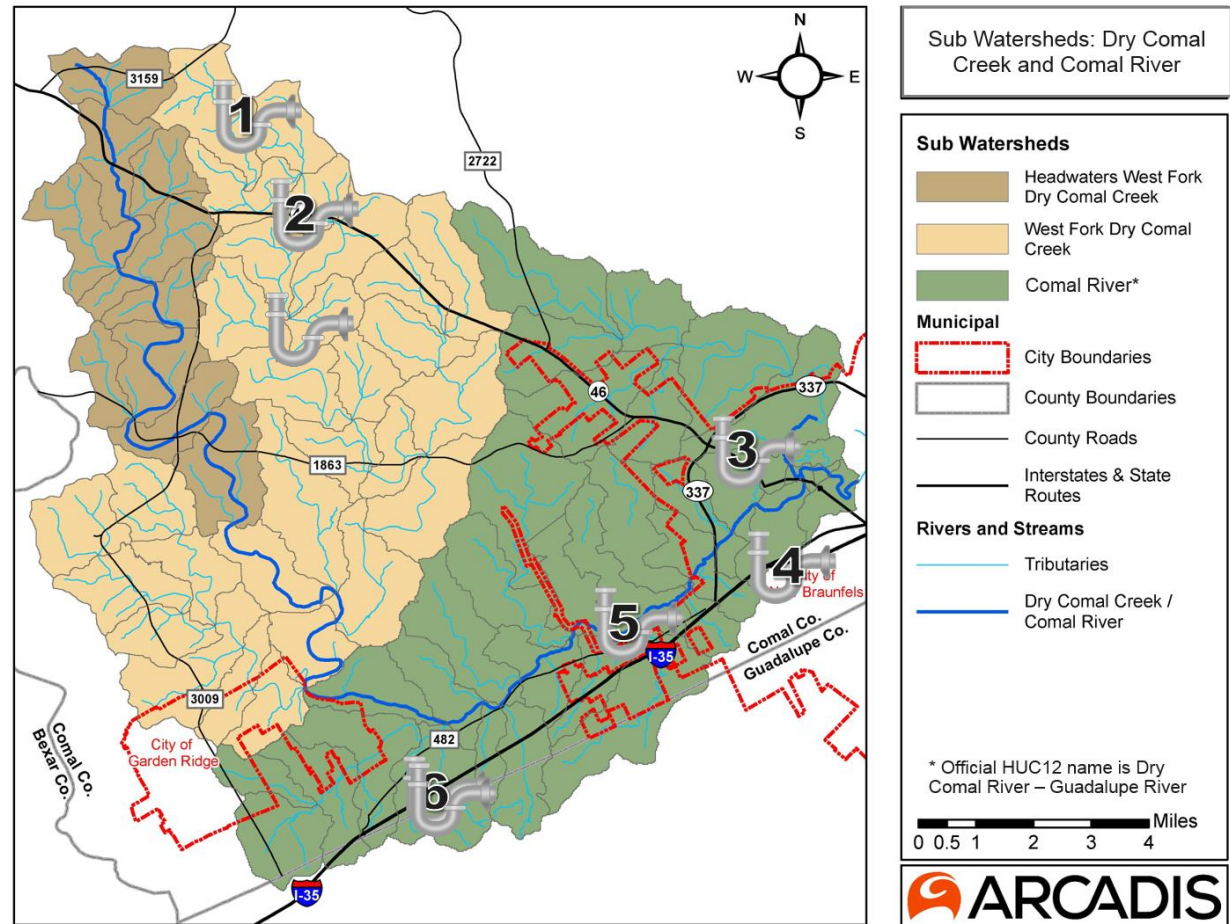 3159
1
2722
2
46
337
3
337
1863
4
City of
Braunfels
5
I-35
Comal Co.
Guadalupe Co.
3009
City of
Garden Ridge
482
Comal Co.
Bexar Co.
6
I-35
N
W E
S
Sub Watersheds: Dry Comal
Creek and Comal River
Sub Watersheds
Headwaters West Fork
Dry Comal Creek
West Fork Dry Comal
Creek
Comal River*
Municipal
City Boundaries
County Boundaries
County Roads
Interstates & State
Routes
Rivers and Streams
Tributaries
Dry Comal Creek /
Comal River
* Official HUC12 name is Dry
Comal River – Guadalupe River
Miles
0 0.5 1 2 3 4
ARCADIS